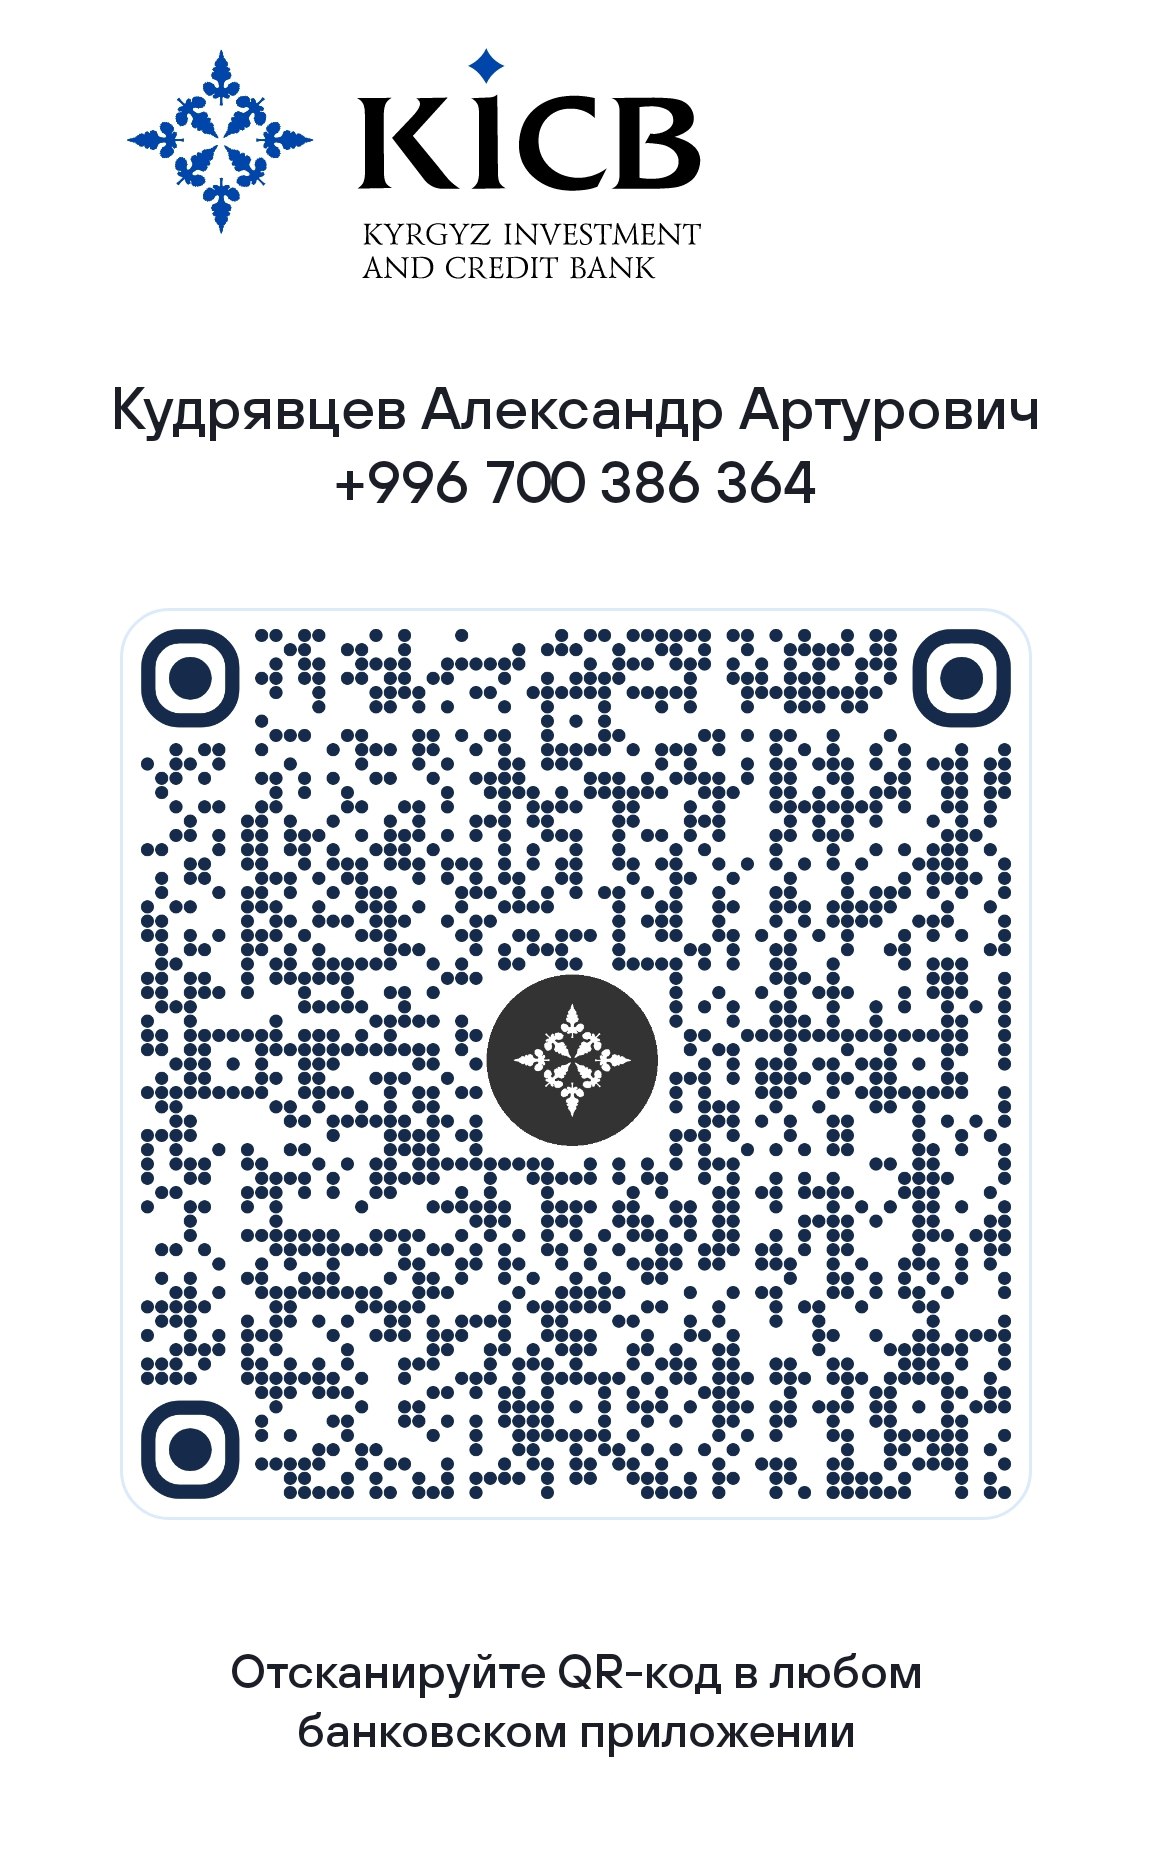 KICB
KYRGYZ INVESTMENT
AND CREDIT BANK
Кудрявцев Александр Артурович
+996 700 386 364
Отсканируйте QR-код в любом
банковском приложении